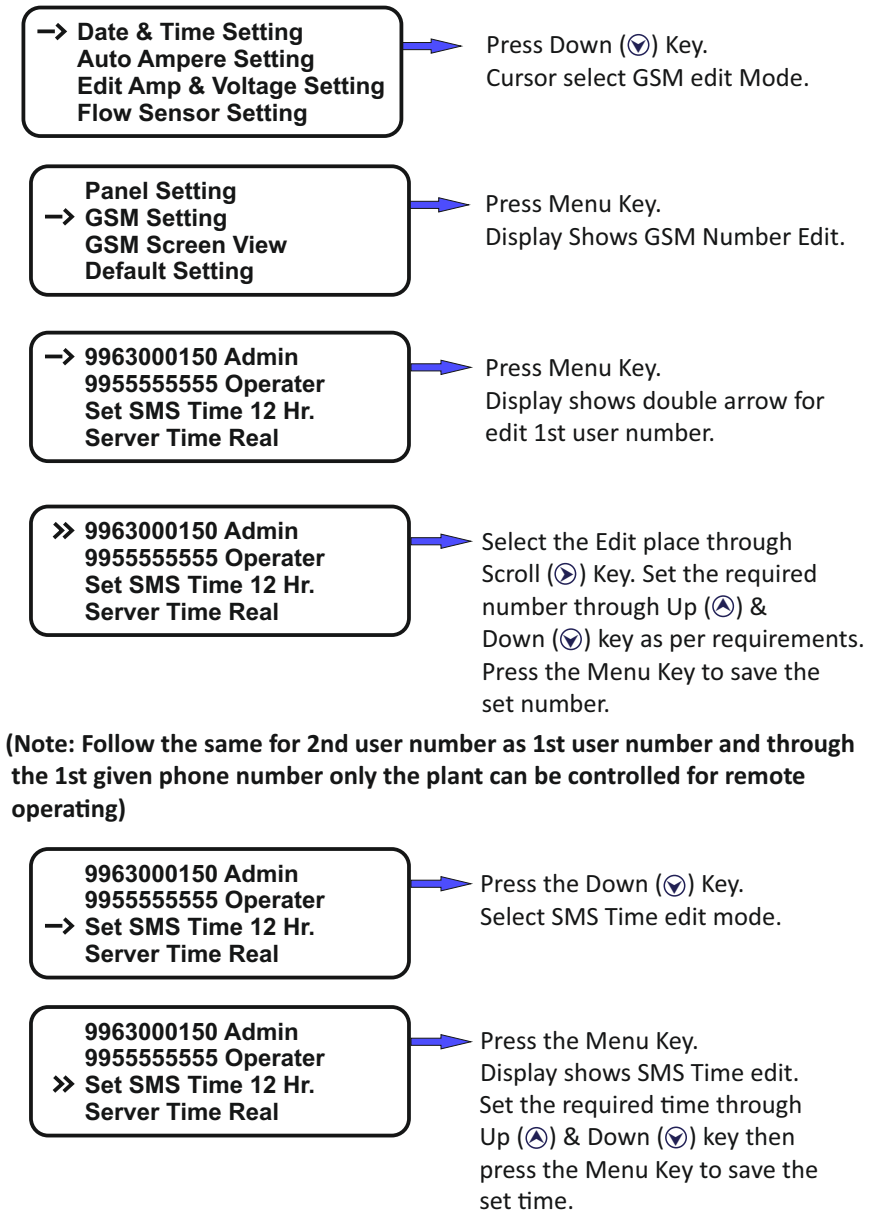 → Date & Time Setting
Auto Ampere Setting
Edit Amp & Voltage Setting
Flow Sensor Setting
Press Down () Key.
Cursor select GSM edit Mode.
Panel Setting
→ GSM Setting
GSM Screen View
Default Setting
Press Menu Key.
Display Shows GSM Number Edit.
→ 9963000150 Admin
9955555555 Operater
Set SMS Time 12 Hr.
Server Time Real
Press Menu Key.
Display shows double arrow for
edit 1st user number.
>> 9963000150 Admin
9955555555 Operater
Set SMS Time 12 Hr.
Server Time Real
Select the Edit place through
Scroll () Key. Set the required
number through Up () &
Down () key as per requirements.
Press the Menu Key to save the
set number.
(Note: Follow the same for 2nd user number as 1st user number and through
the 1st given phone number only the plant can be controlled for remote
operating)
9963000150 Admin
9955555555 Operater
→ Set SMS Time 12 Hr.
Server Time Real
Press the Down () Key.
Select SMS Time edit mode.
9963000150 Admin
9955555555 Operater
>> Set SMS Time 12 Hr.
Server Time Real
Press the Menu Key.
Display shows SMS Time edit.
Set the required time through
Up () & Down () key then
press the Menu Key to save the
set time.